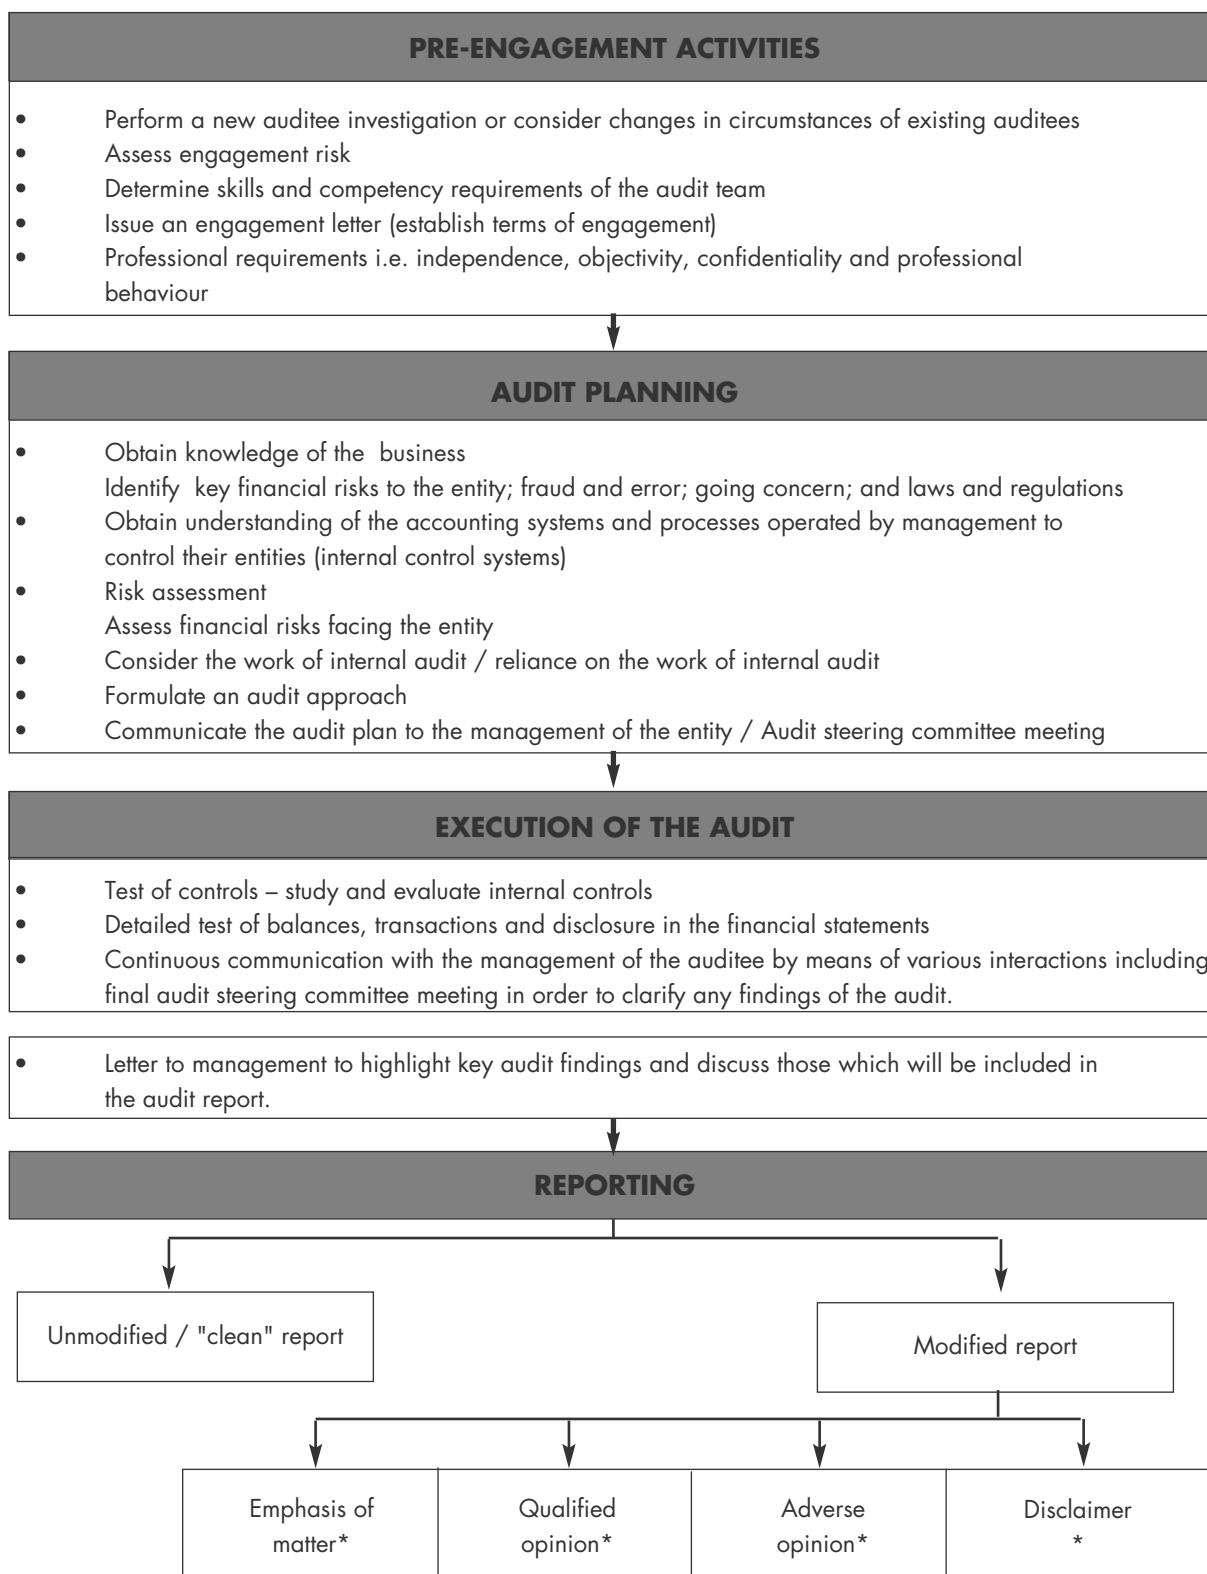 PRE-ENGAGEMENT ACTIVITIES
• Perform a new auditee investigation or consider changes in circumstances of existing auditees
• Assess engagement risk
• Determine skills and competency requirements of the audit team
• Issue an engagement letter (establish terms of engagement)
• Professional requirements i.e. independence, objectivity, confidentiality and professional
behaviour
AUDIT PLANNING
• Obtain knowledge of the business
Identify key financial risks to the entity; fraud and error; going concern; and laws and regulations
• Obtain understanding of the accounting systems and processes operated by management to
control their entities (internal control systems)
• Risk assessment
Assess financial risks facing the entity
• Consider the work of internal audit / reliance on the work of internal audit
• Formulate an audit approach
• Communicate the audit plan to the management of the entity / Audit steering committee meeting
EXECUTION OF THE AUDIT
• Test of controls – study and evaluate internal controls
• Detailed test of balances, transactions and disclosure in the financial statements
• Continuous communication with the management of the auditee by means of various interactions including
final audit steering committee meeting in order to clarify any findings of the audit.
• Letter to management to highlight key audit findings and discuss those which will be included in
the audit report.
REPORTING
Unmodified / "clean" report
Modified report
Emphasis of
matter*
Qualified
opinion*
Adverse
opinion*
Disclaimer
*